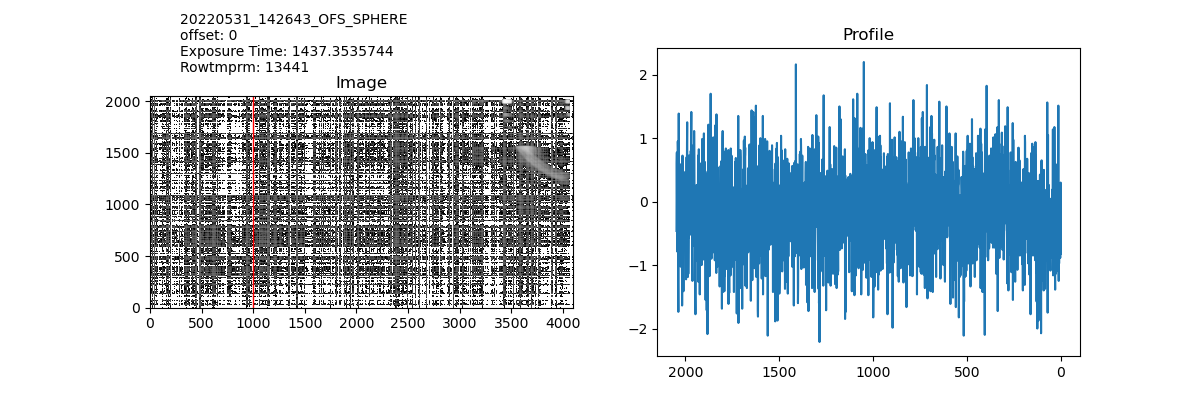 20220531_142643_OFS_SPHERE
offset: 0
Exposure Time: 1437.3535744
Rowtmprm: 13441
Image
2000
1500
1000
500
0
0 500 1000 1500 2000 2500 3000 3500 4000
Profile
2
1
0
−1
−2
2000 1500 1000 500 0